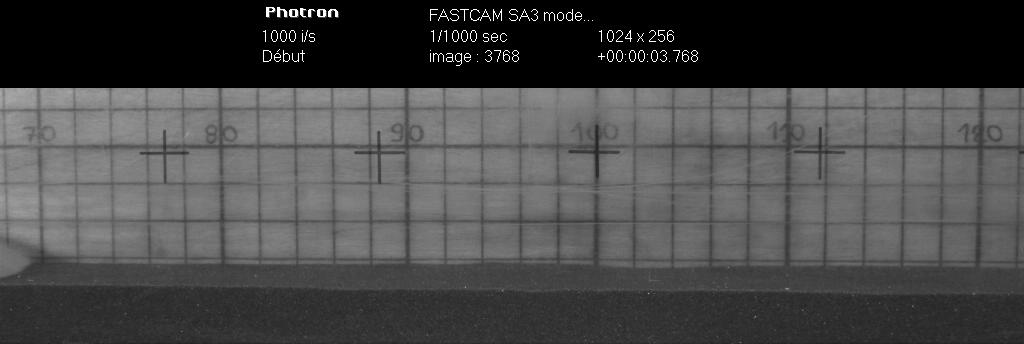 Photron
FASTCAM SA3 mode...
1000 i/s
1/1000 sec
1024 x 256
Début
image : 3768
+00:00:03.768
70
80
90
100
110
120